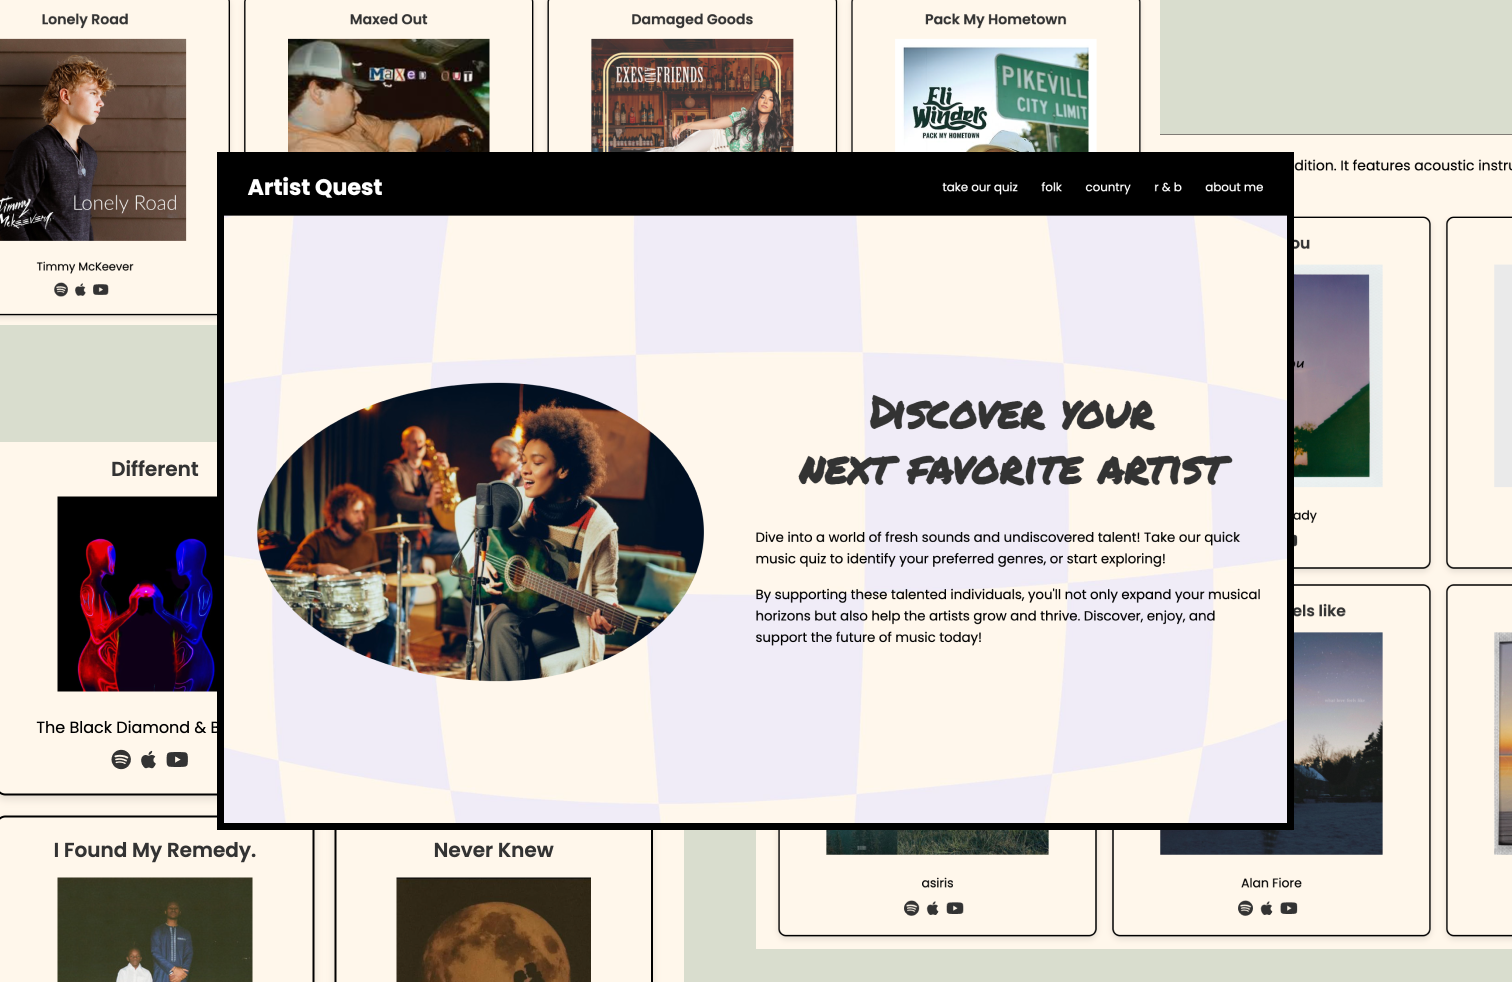 Lonely Road
Maxed Out
Damaged Goods
Pack My Hometown
MaxED OUT
EXES AND FRIENDS
PIKEVILL
CITY LIMIT
Eli
Winders
PACK MY HOMETOWN
Timmy
McKeever
Lonely Road
Timmy McKeever
Artist Quest
take our quiz
folk
country
r & b
about me
dition. It features acoustic instru
ou
u
ady
els like
Discover your
next favorite artist
Dive into a world of fresh sounds and undiscovered talent! Take our quick
music quiz to identify your preferred genres, or start exploring!
By supporting these talented individuals, you'll not only expand your musical
horizons but also help the artists grow and thrive. Discover, enjoy, and
support the future of music today!
Different
The Black Diamond & B
I Found My Remedy.
Never Knew
asiris
Alan Fiore